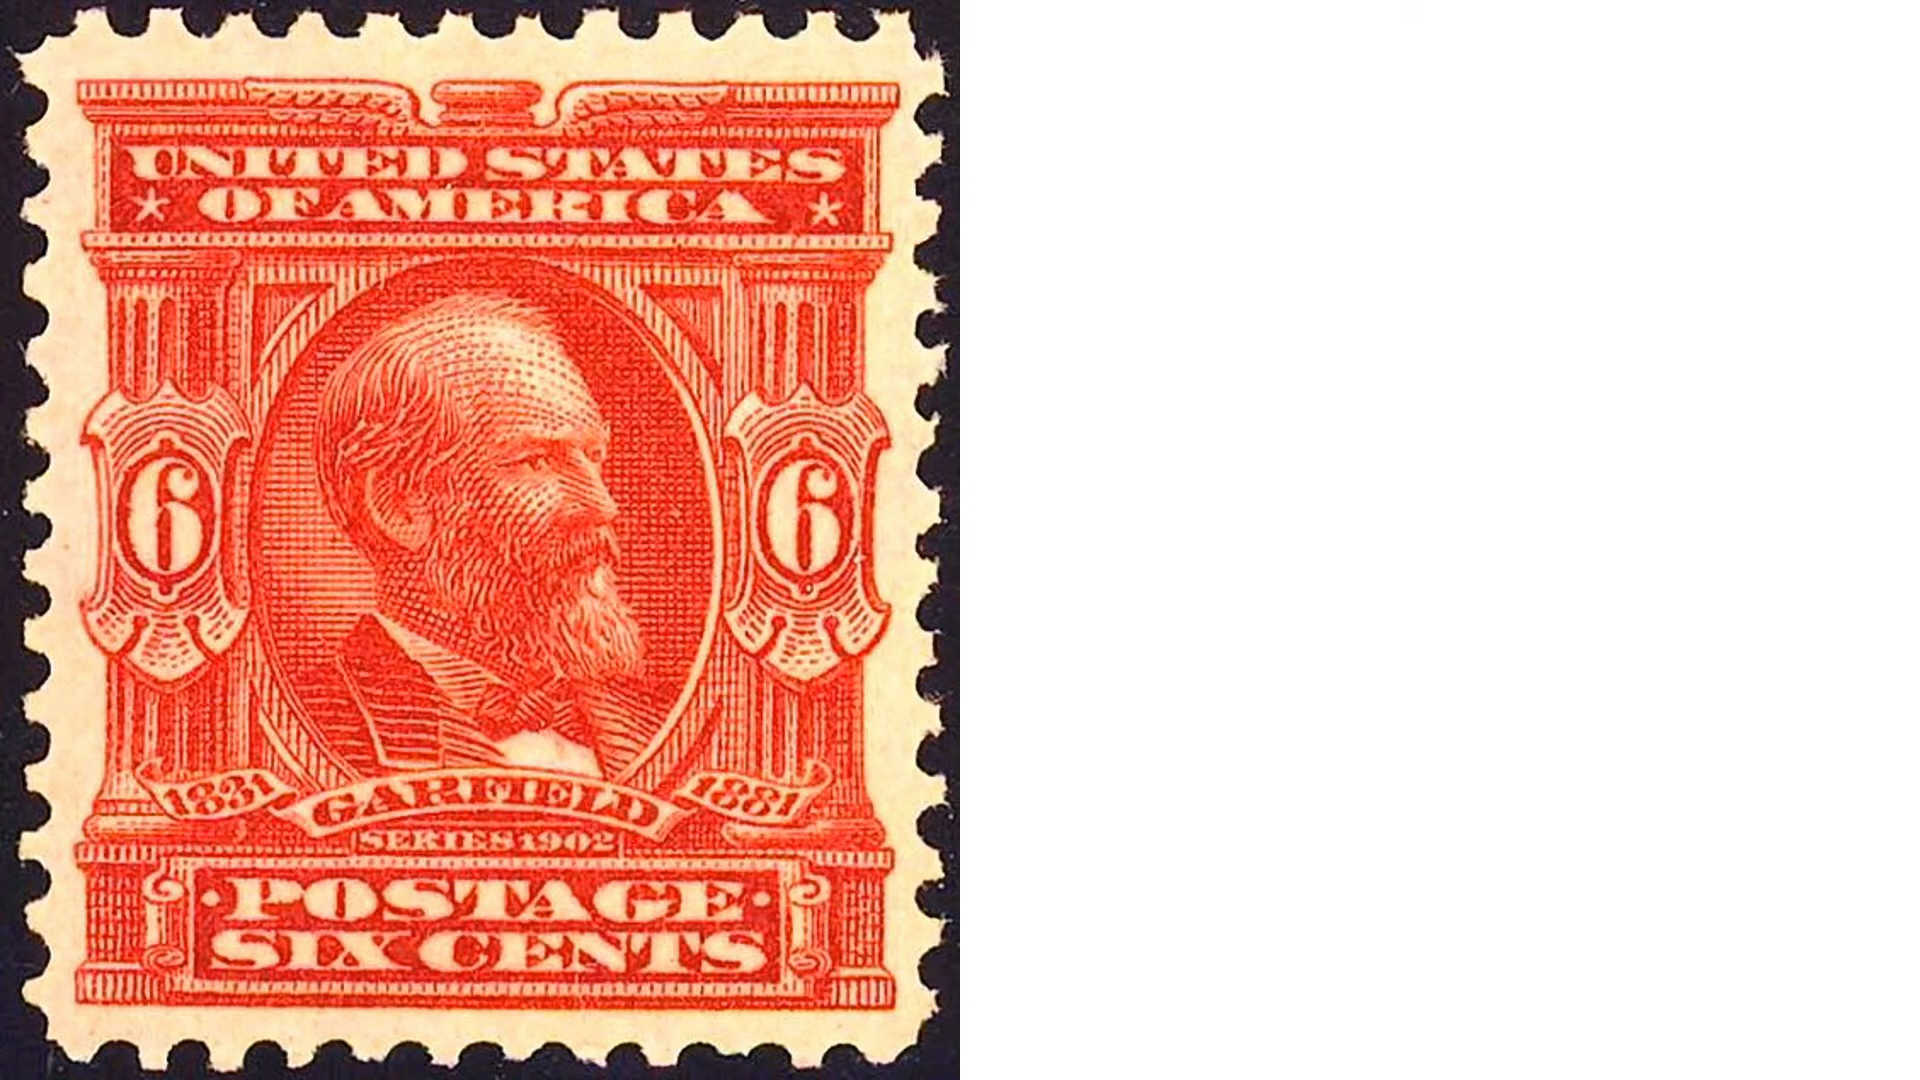 UNITED STATES
OF AMERICA
6 6
1831 GARFIELD 1881
SERIES 1902
POSTAGE
SIX CENTS